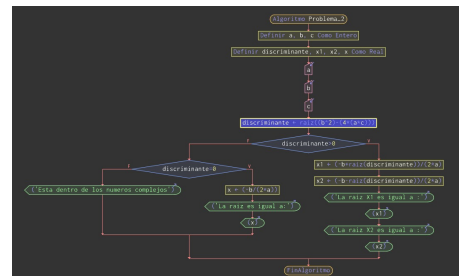 Algoritmo Problema_2
Definir a, b, c Como Entero
Definir discriminante, x1, x2, x Como Real
a
b
c
discriminante ← raiz((b^2)-(4*(a*c)))
discriminante>0
F
V
discriminante=0
F
V
x1 ← (-b+raiz(discriminante))/(2*a)
x2 ← (-b-raiz(discriminante))/(2*a)
'Esta dentro de los numeros complejos'
x ← (-b/(2*a))
'La raiz X1 es igual a :'
'La raiz es igual a:'
(x1)
(x)
'La raiz X2 es igual a :'
(x2)
FinAlgoritmo